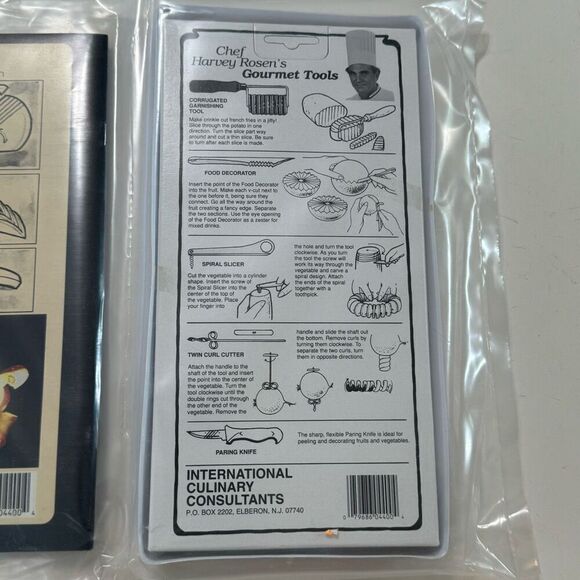 Chef
Harvey Rosen's
Gourmet Tools
CORRUGATED
GARNISHING
TOOL
Make crinkle cut french fries in a jiffy!
Slice through the potato in one
direction. Turn the slice part way
around and cut a thin slice. Be sure
to turn after each slice is made.
FOOD DECORATOR
Insert the point of the Food Decorator
into the fruit. Make each v-cut next to
the one before it, being sure they
connect. Go all the way around the
fruit creating a fancy edge. Separate
the two sections. Use the eye opening
of the Food Decorator as a zester for
mixed drinks.
SPIRAL SLICER
Cut the vegetable into a cylinder
shape. Insert the screw of
the Spiral Slicer into the
center of the top of
the vegetable. Place
your finger into
the hole and turn the tool
clockwise. As you turn
the tool the screw will
work its way through the
vegetable and carve a
spiral design. Attach
the ends of the spiral
together with a
toothpick.
TWIN CURL CUTTER
Attach the handle to the
shaft of the tool and insert
the point into the center of
the vegetable. Turn the
tool clockwise until the
double rings cut through
the other end of the
vegetable. Remove the
handle and slide the shaft out
the bottom. Remove curls by
turning them clockwise. To
separate the two curls, turn
them in opposite directions.
PARING KNIFE
The sharp, flexible Paring Knife is ideal for
peeling and decorating fruits and vegetables.
INTERNATIONAL
CULINARY
CONSULTANTS
P.O. BOX 2202, ELBERON, N.J. 07740
0 79686 04400 4
04400 4